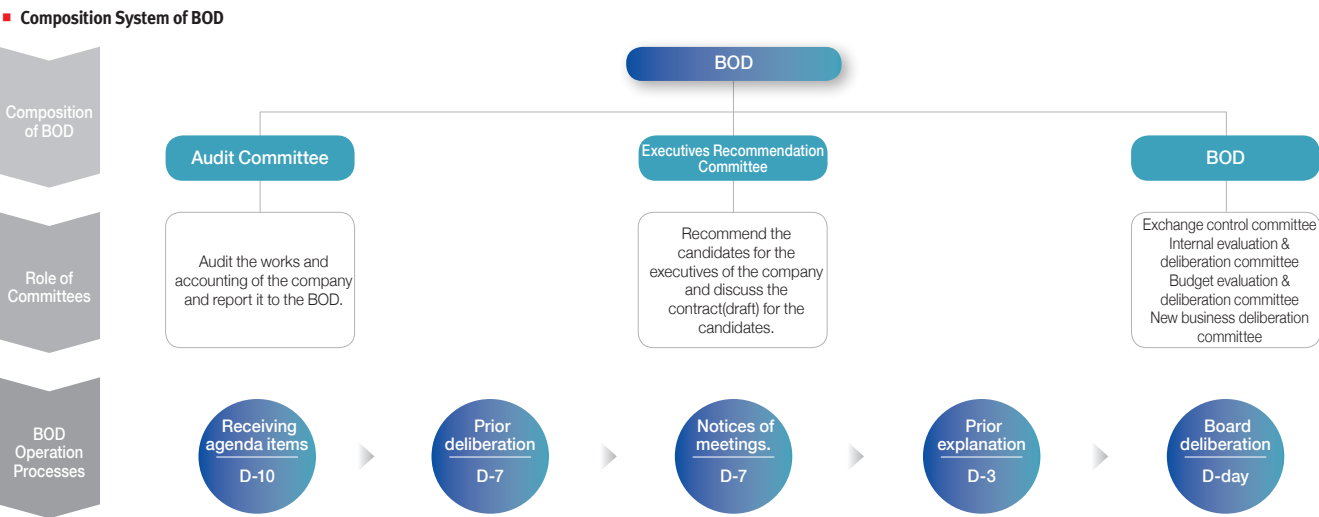 Composition System of BOD
Composition
of BOD
BOD
Audit Committee
Executives Recommendation
Committee
BOD
Role of
Committees
Audit the works and
accounting of the company
and report it to the BOD.
Recommend the
candidates for the
executives of the company
and discuss the
contract(draft) for the
candidates.
Exchange control committee
Internal evaluation &
deliberation committee
Budget evaluation &
deliberation committee
New business deliberation
committee
BOD
Operation
Processes
Receiving
agenda items
D-10
Prior
deliberation
D-7
Notices of
meetings.
D-7
Prior
explanation
D-3
Board
deliberation
D-day